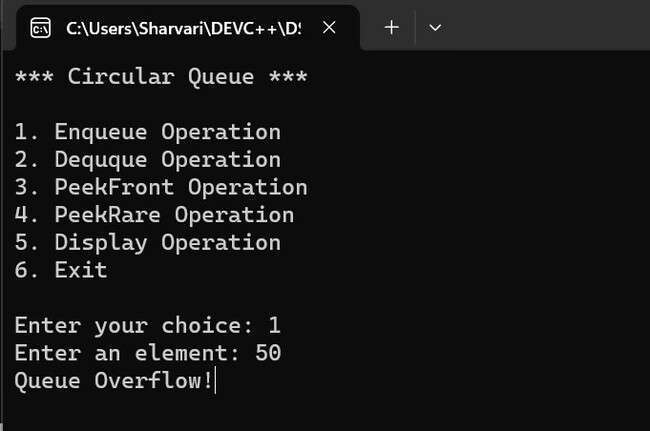 C:\Users\Sharvari\DEVC++\DS
*** Circular Queue ***
1. Enqueue Operation
2. Dequque Operation
3. PeekFront Operation
4. PeekRare Operation
5. Display Operation
6. Exit
Enter your choice: 1
Enter an element: 50
Queue Overflow!